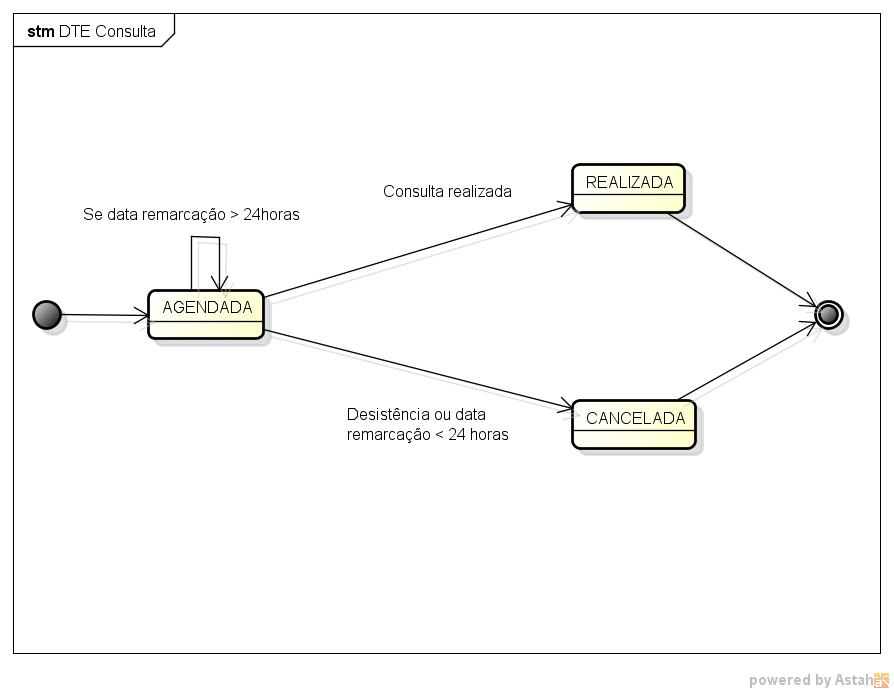 stm DTE Consulta
Se data remarcação > 24horas
Consulta realizada
REALIZADA
AGENDADA
Desistência ou data
remarcação < 24 horas
CANCELADA
powered by Astah